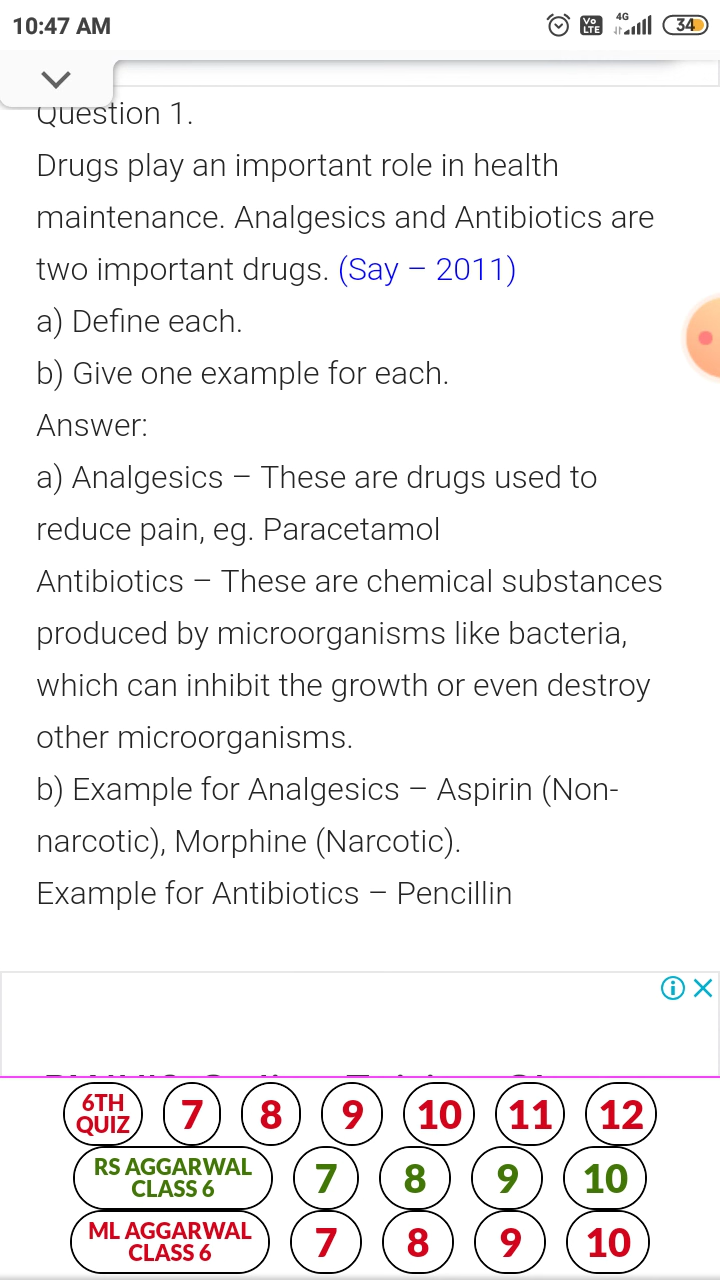 10:47 AM
Vo LTE 4G 34
Question 1.
Drugs play an important role in health
maintenance. Analgesics and Antibiotics are
two important drugs. (Say – 2011)
a) Define each.
b) Give one example for each.
Answer:
a) Analgesics – These are drugs used to
reduce pain, eg. Paracetamol
Antibiotics – These are chemical substances
produced by microorganisms like bacteria,
which can inhibit the growth or even destroy
other microorganisms.
b) Example for Analgesics – Aspirin (Non-
narcotic), Morphine (Narcotic).
Example for Antibiotics – Pencillin
6TH QUIZ 7 8 9 10 11 12
RS AGGARWAL CLASS 6 7 8 9 10
ML AGGARWAL CLASS 6 7 8 9 10